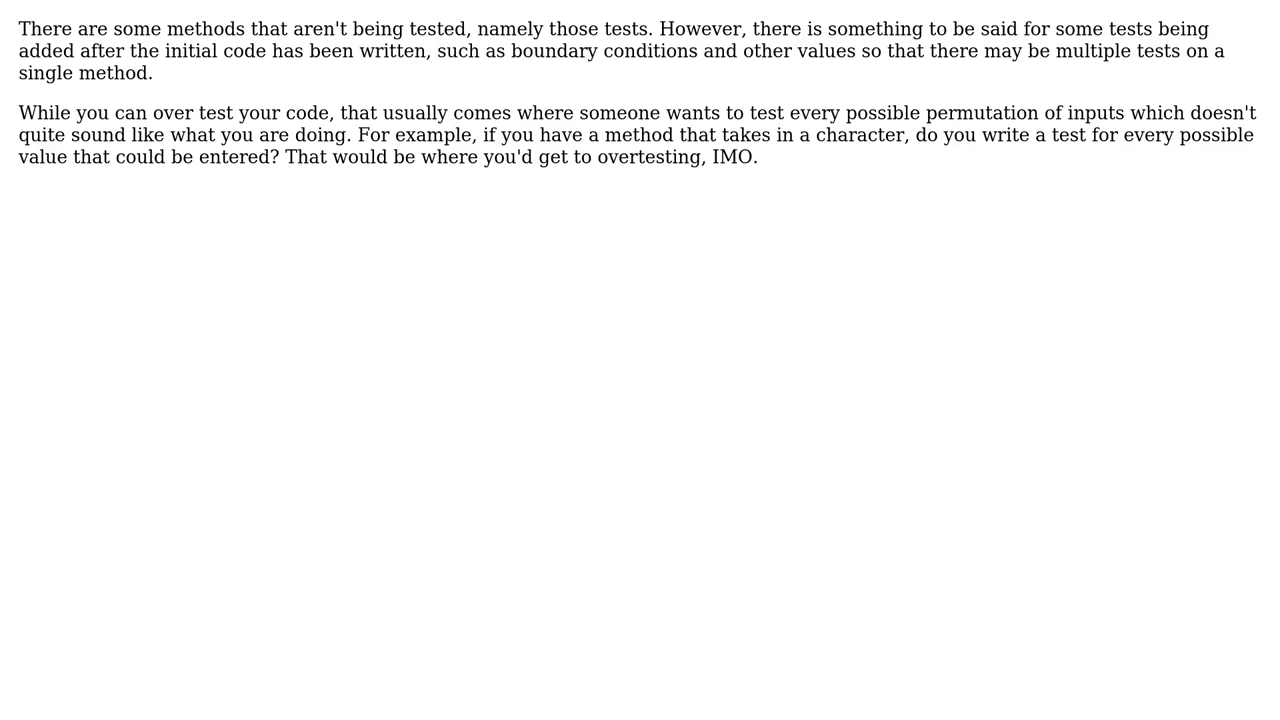 There are some methods that aren't being tested, namely those tests. However, there is something to be said for some tests being
added after the initial code has been written, such as boundary conditions and other values so that there may be multiple tests on a
single method.
While you can over test your code, that usually comes where someone wants to test every possible permutation of inputs which doesn't
quite sound like what you are doing. For example, if you have a method that takes in a character, do you write a test for every possible
value that could be entered? That would be where you'd get to overtesting, IMO.